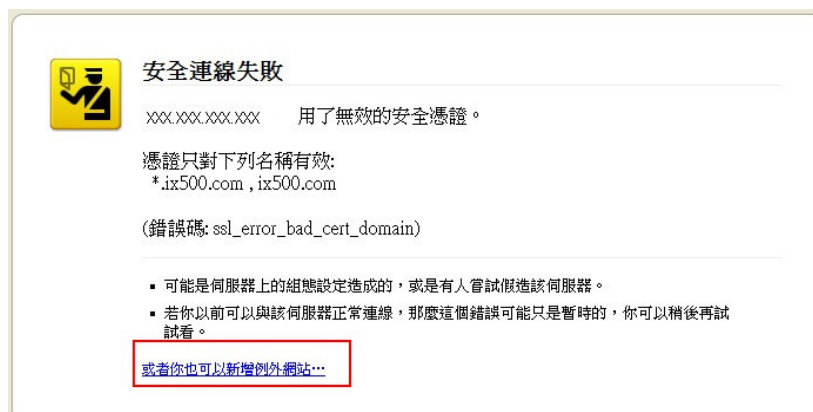 安全連線失敗
xxx.xxx.xxx.xxx 用了無效的安全憑證。
憑證只對下列名稱有效:
*.ix500.com , ix500.com
(錯誤碼: ssl_error_bad_cert_domain)
▪ 可能是伺服器上的組態設定造成的，或是有人嘗試假造該伺服器。
▪ 若你以前可以與該伺服器正常連線，那麼這個錯誤可能只是暫時的，你可以稍後再試
試看。
或者你也可以新增例外網站…